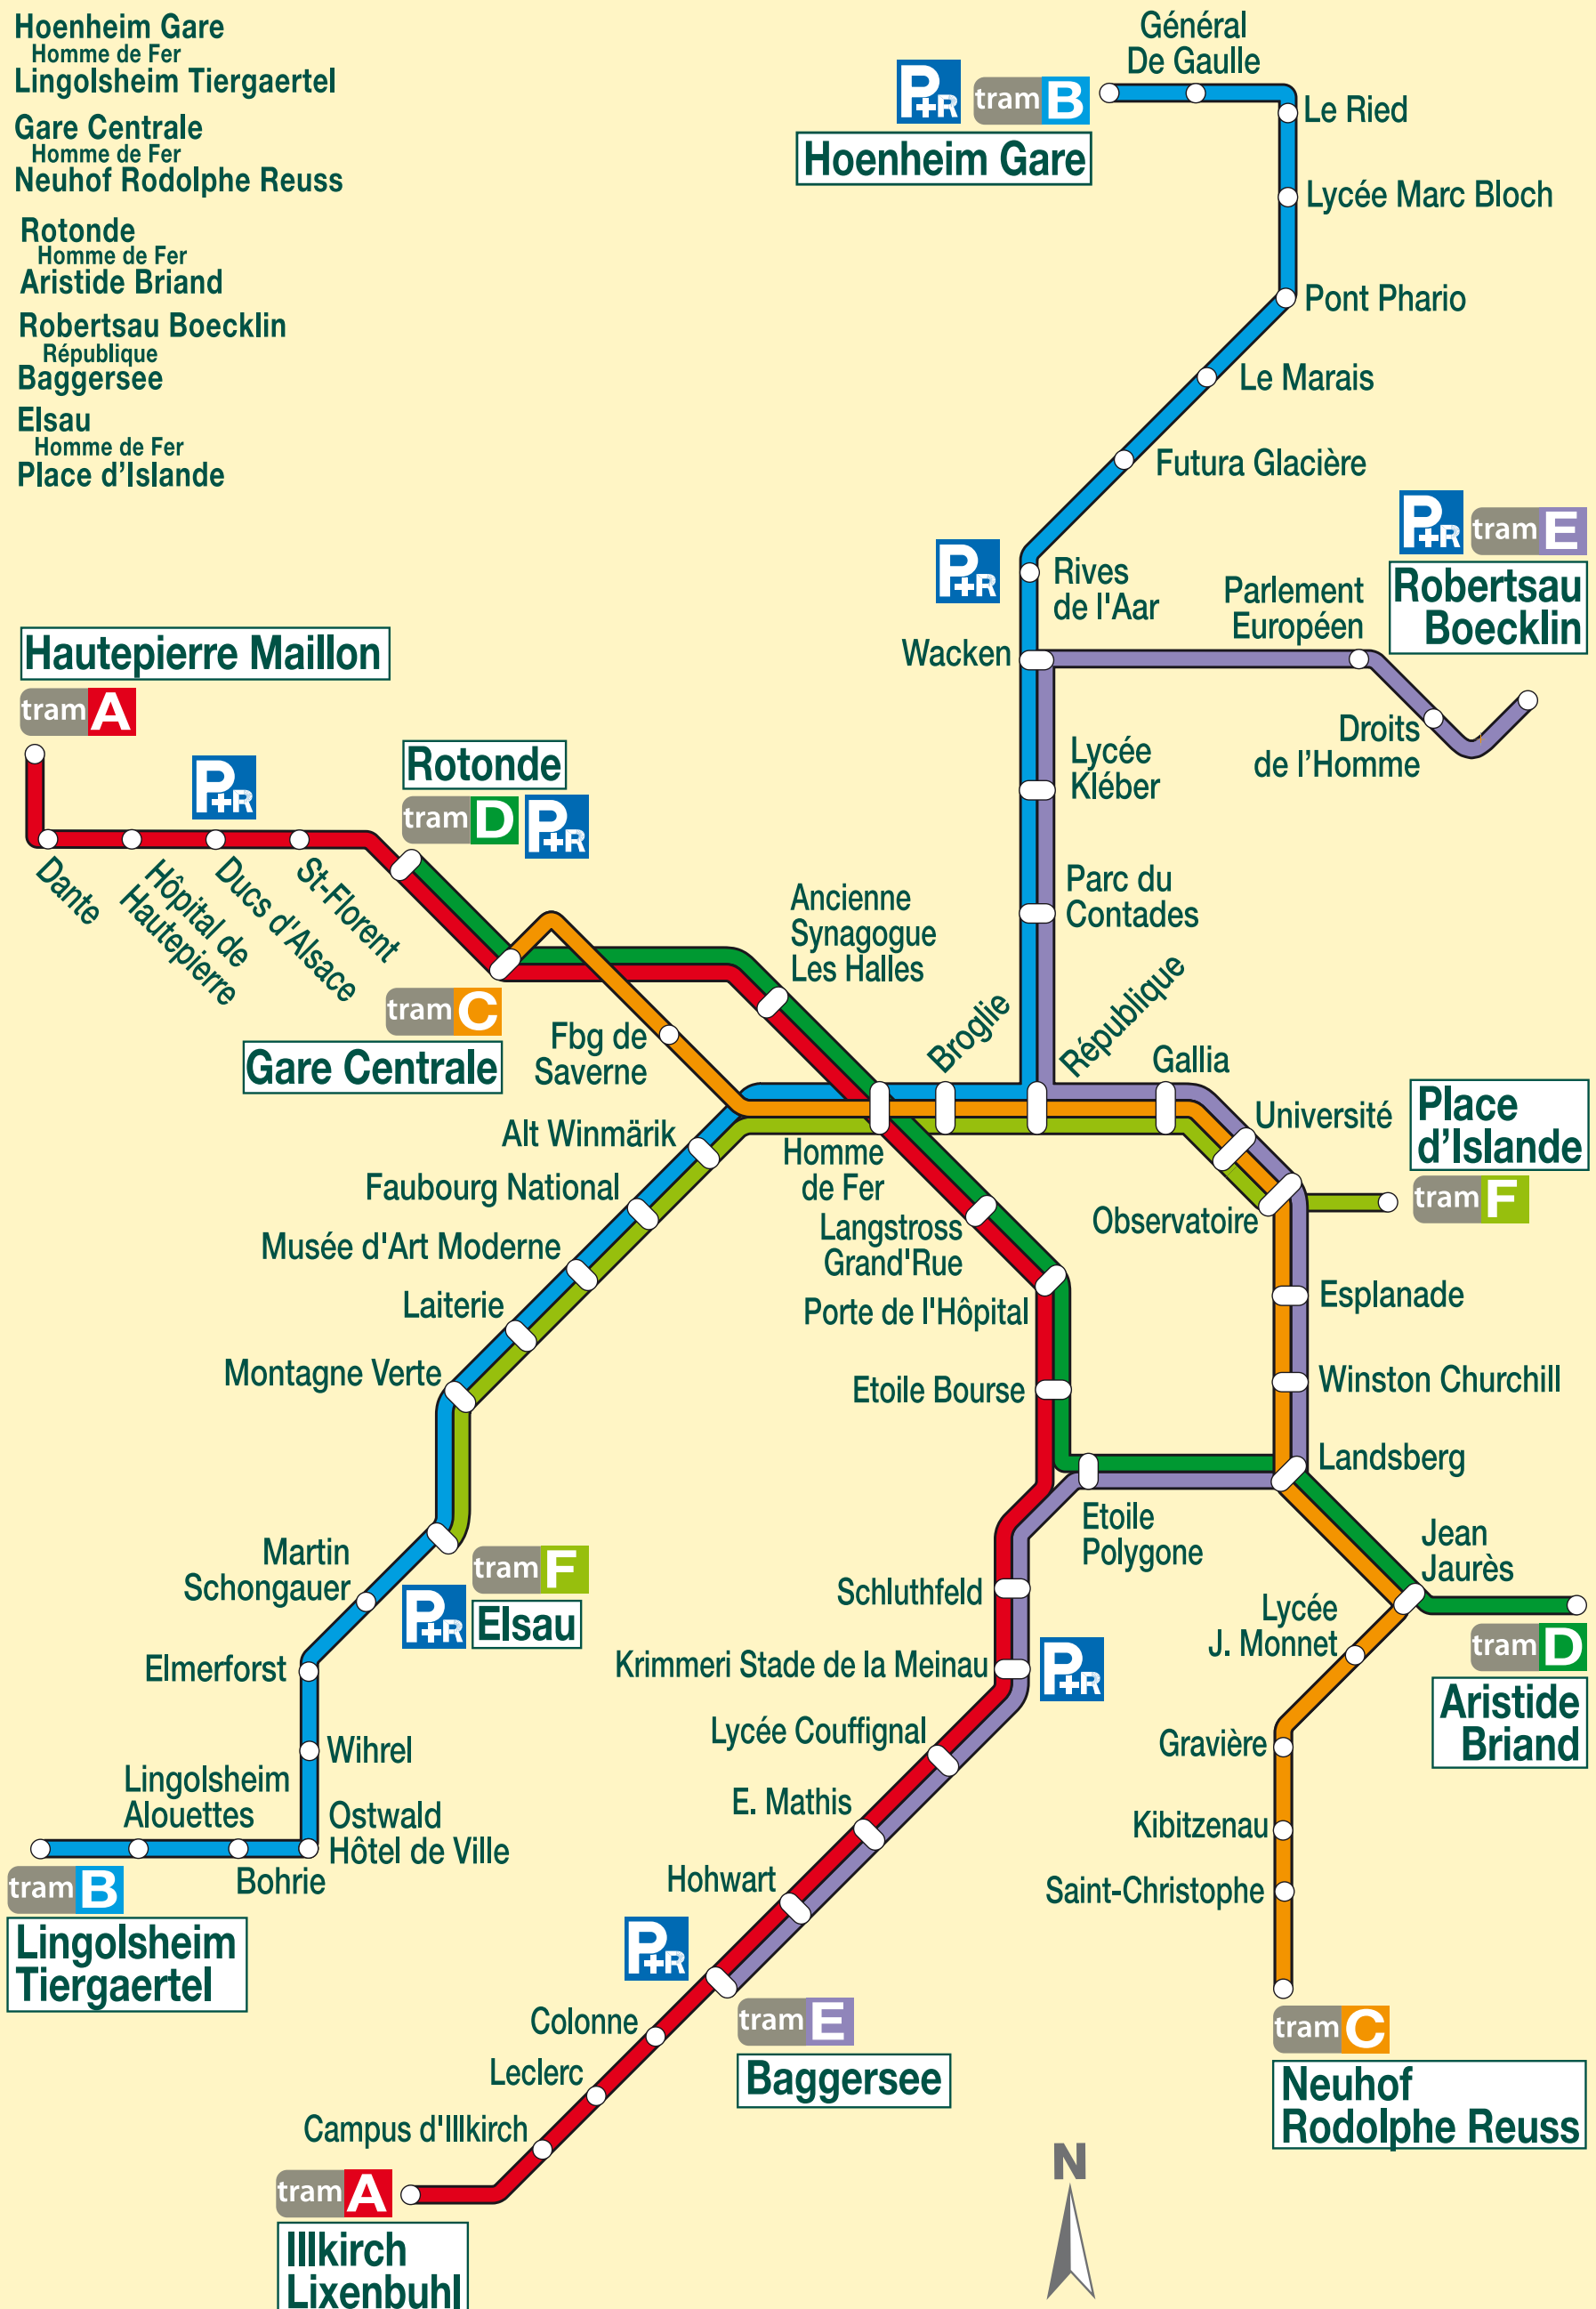 Hoenheim Gare
Homme de Fer
Lingolsheim Tiergaertel
Gare Centrale
Homme de Fer
Neuhof Rodolphe Reuss
Rotonde
Homme de Fer
Aristide Briand
Robertsau Boecklin
République
Baggersee
Elsau
Homme de Fer
Place d'Islande
Général
De Gaulle
P+R
tram B
Hoenheim Gare
Le Ried
Lycée Marc Bloch
Pont Phario
Le Marais
Futura Glacière
P+R
tram E
Robertsau
Boecklin
P+R
Rives
de l'Aar
Parlement
Européen
Wacken
Droits
de l'Homme
Lycée
Kléber
Parc du
Contades
Hautepierre Maillon
tram A
P+R
Rotonde
tram D
P+R
Dante
Hôpital de
Hautepierre
Ducs d'Alsace
St-Florent
tram C
Gare Centrale
Ancienne
Synagogue
Les Halles
Fbg de
Saverne
Broglie
République
Gallia
Université
Place
d'Islande
tram F
Alt Winmärik
Homme
de Fer
Faubourg National
Langstross
Grand'Rue
Observatoire
Musée d'Art Moderne
Laiterie
Porte de l'Hôpital
Esplanade
Montagne Verte
Etoile Bourse
Winston Churchill
Landsberg
Etoile
Polygone
Jean
Jaurès
Martin
Schongauer
tram F
P+R
Elsau
Schluthfeld
Lycée
J. Monnet
tram D
Aristide
Briand
Elmerforst
Krimmeri Stade de la Meinau
P+R
Wihrel
Lycée Couffignal
Gravière
Lingolsheim
Alouettes
Ostwald
Hôtel de Ville
E. Mathis
Kibitzenau
Bohrie
tram B
Lingolsheim
Tiergaertel
Hohwart
Saint-Christophe
P+R
Colonne
tram E
Baggersee
tram C
Neuhof
Rodolphe Reuss
Leclerc
Campus d'Illkirch
tram A
Illkirch
Lixenbuhl
N